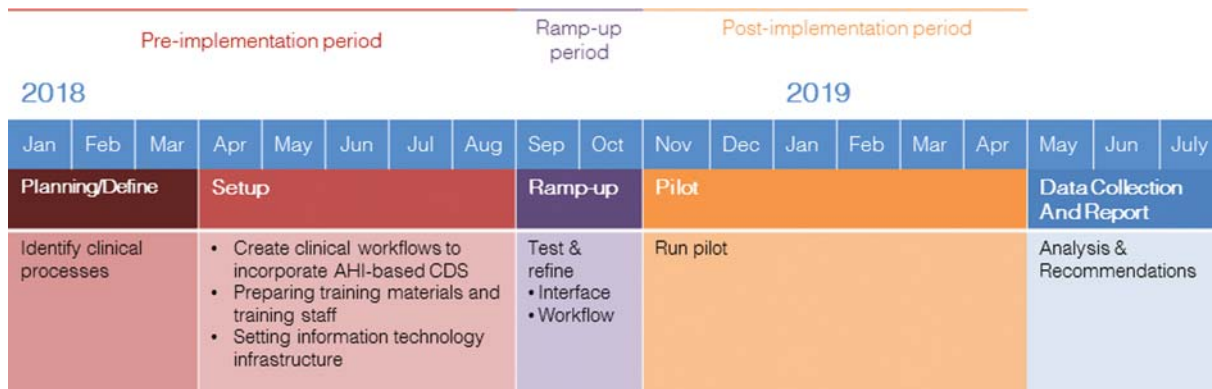 Pre-implementation period
Ramp-up
period
Post-implementation period
2018
2019
Jan Feb Mar Apr May Jun Jul Aug Sep Oct Nov Dec Jan Feb Mar Apr May Jun July
Planning/Define
Setup
Ramp-up
Pilot
Data Collection
And Report
Identify clinical
processes
• Create clinical workflows to
incorporate AHI-based CDS
• Preparing training materials and
training staff
• Setting information technology
infrastructure
Test &
refine
• Interface
• Workflow
Run pilot
Analysis &
Recommendations